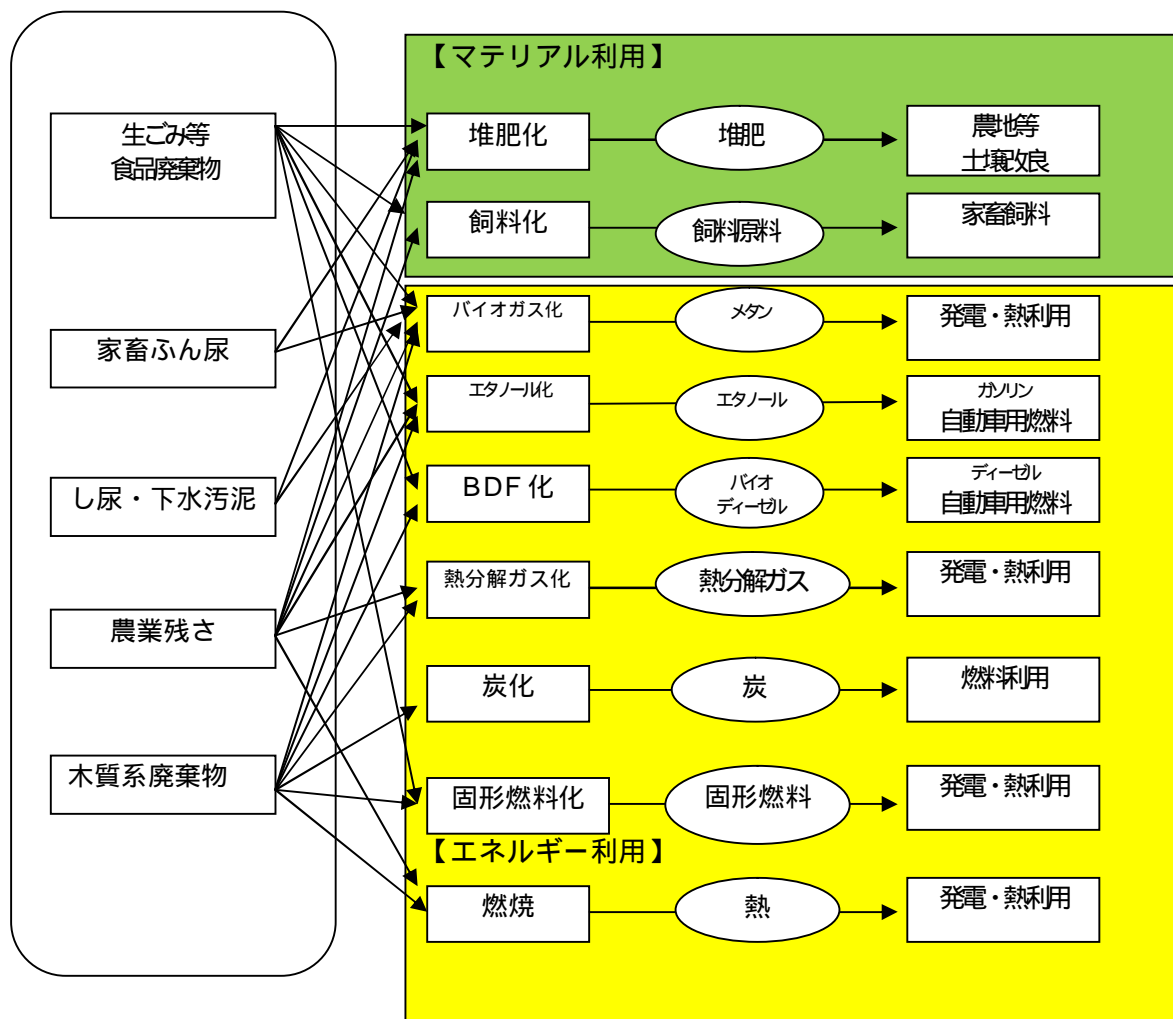 生ごみ等
食品廃棄物
家畜ふん尿
し尿・下水汚泥
農業残さ
木質系廃棄物
【マテリアル利用】
堆肥化
堆肥
農地等
土壌改良
飼料化
飼料原料
家畜飼料
バイオガス化
メタン
発電・熱利用
エタノール化
エタノール
ガソリン
自動車用燃料
BDF化
バイオ
ディーゼル
ディーゼル
自動車用燃料
熱分解ガス化
熱分解ガス
発電・熱利用
炭化
炭
燃料利用
固形燃料化
固形燃料
発電・熱利用
【エネルギー利用】
燃焼
熱
発電・熱利用